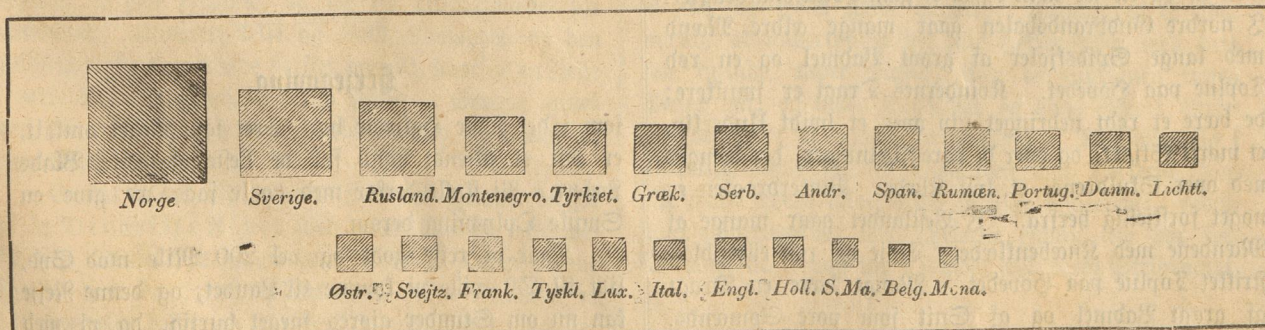 Norge Sverige. Rusland. Montenegro. Tyrkiet. Græk. Serb. Andr. Span. Rumæn. Portug. Danm. Lichtt.
Østr. Svejtz. Frank. Tyskl. Lux. Ital. Engl. Holl. S.Ma. Belg. Mona.